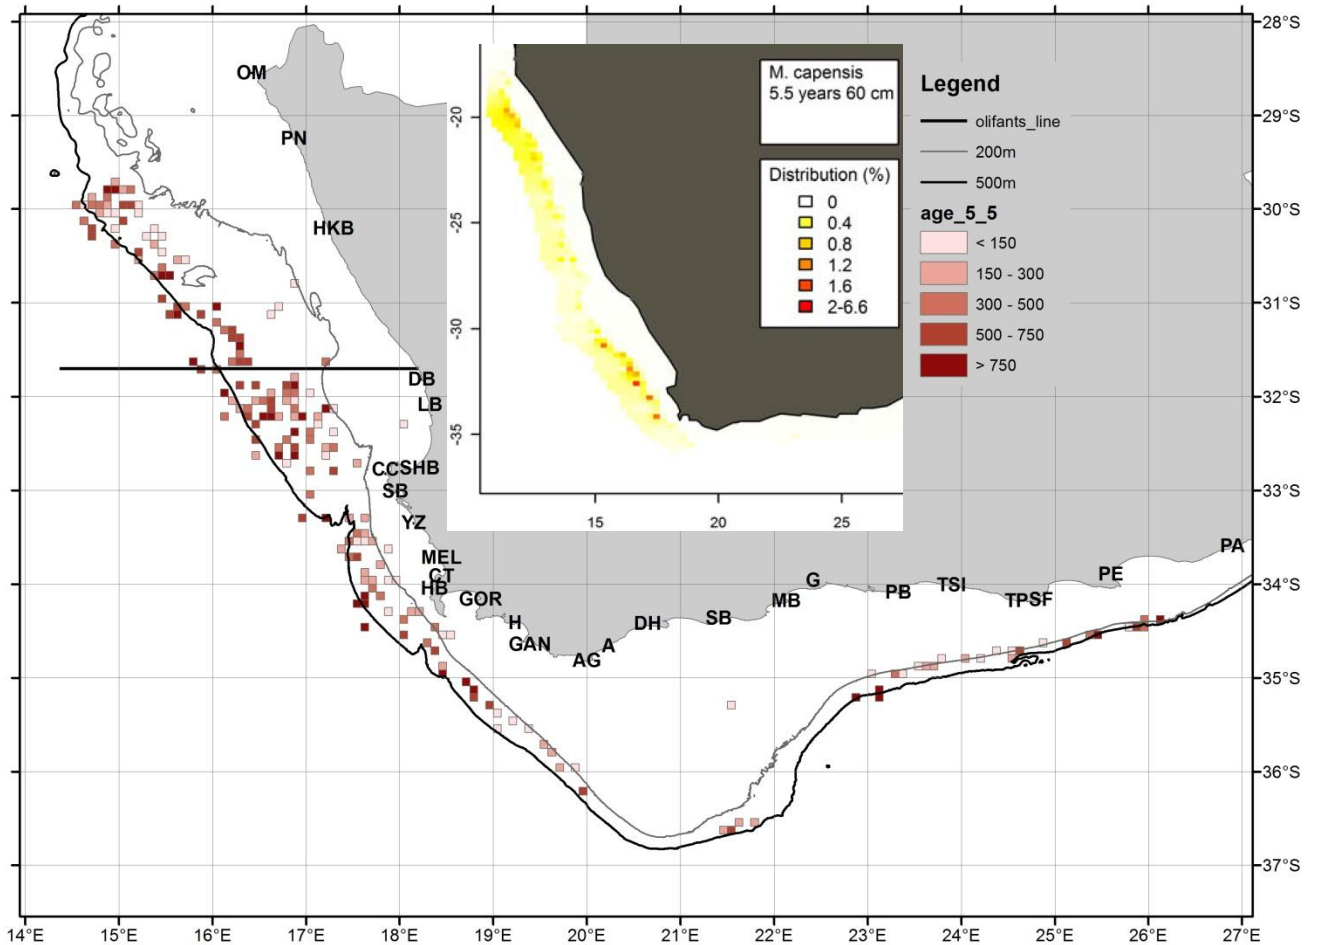 28°S
29°S
30°S
31°S
32°S
33°S
34°S
35°S
36°S
37°S
OM
PN
HKB
DB
LB
CCSHB
SB
YZ
MEL
CT
HB
GOR
H
GAN
AG
A
DH
SB
MB
G
PB
TSI
TPSF
PE
PA
M. capensis
5.5 years 60 cm
Distribution (%)
0
0.4
0.8
1.2
1.6
2-6.6
-20
-25
-30
-35
15
20
25
Legend
olifants_line
200m
500m
age_5_5
< 150
150 - 300
300 - 500
500 - 750
> 750
14°E
15°E
16°E
17°E
18°E
19°E
20°E
21°E
22°E
23°E
24°E
25°E
26°E
27°E